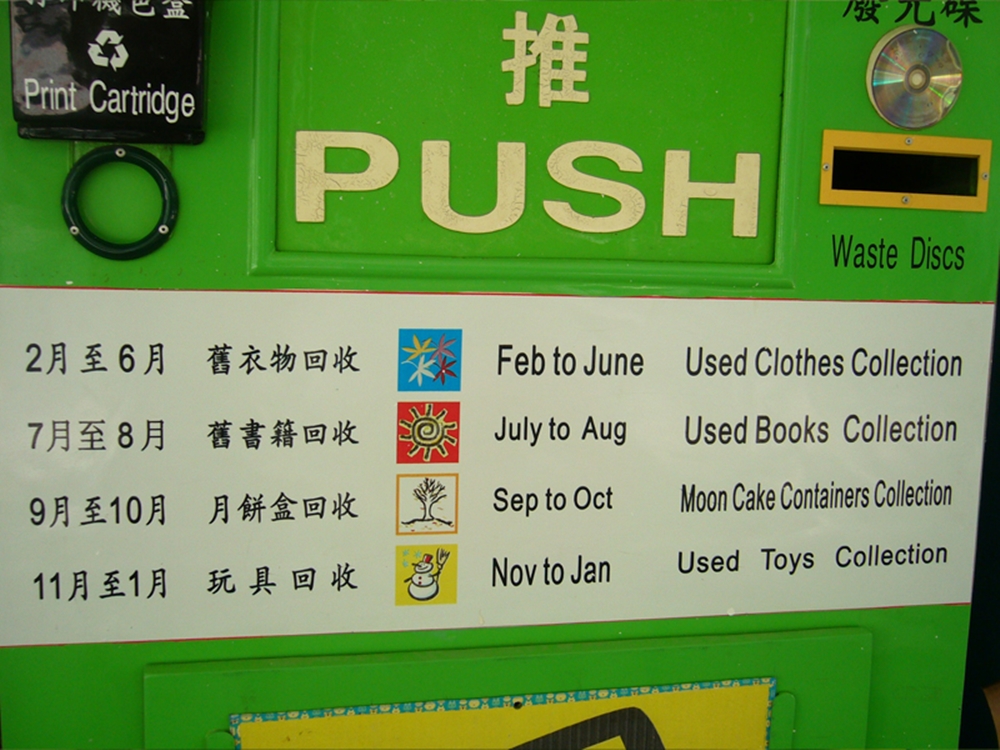 Print Cartridge
推
PUSH
Waste Discs
2月至6月 舊衣物回收 Feb to June Used Clothes Collection
7月至8月 舊書籍回收 July to Aug Used Books Collection
9月至10月 月餅盒回收 Sep to Oct Moon Cake Containers Collection
11月至1月 玩具回收 Nov to Jan Used Toys Collection